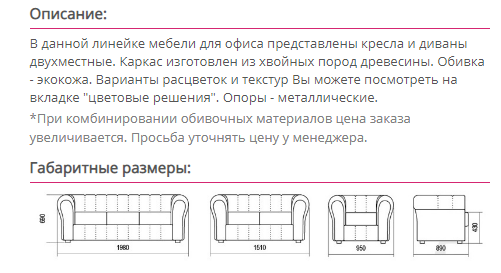 Описание:
В данной линейке мебели для офиса представлены кресла и диваны
двухместные. Каркас изготовлен из хвойных пород древесины. Обивка
- экокожа. Варианты расцветок и текстур Вы можете посмотреть на
вкладке "цветовые решения". Опоры - металлические.
*При комбинировании обивочных материалов цена заказа
увеличивается. Просьба уточнять цену у менеджера.
Габаритные размеры:
690
430
1980
1510
950
890